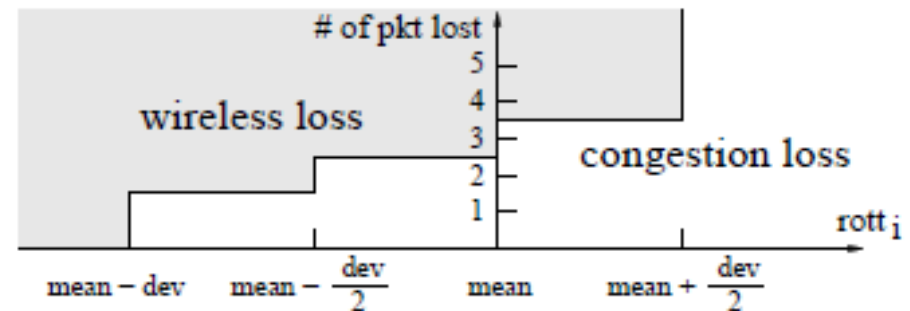 # of pkt lost
5
4
wireless loss
3
congestion loss
2
1
rott i
mean – dev
mean – dev/2
mean
mean + dev/2